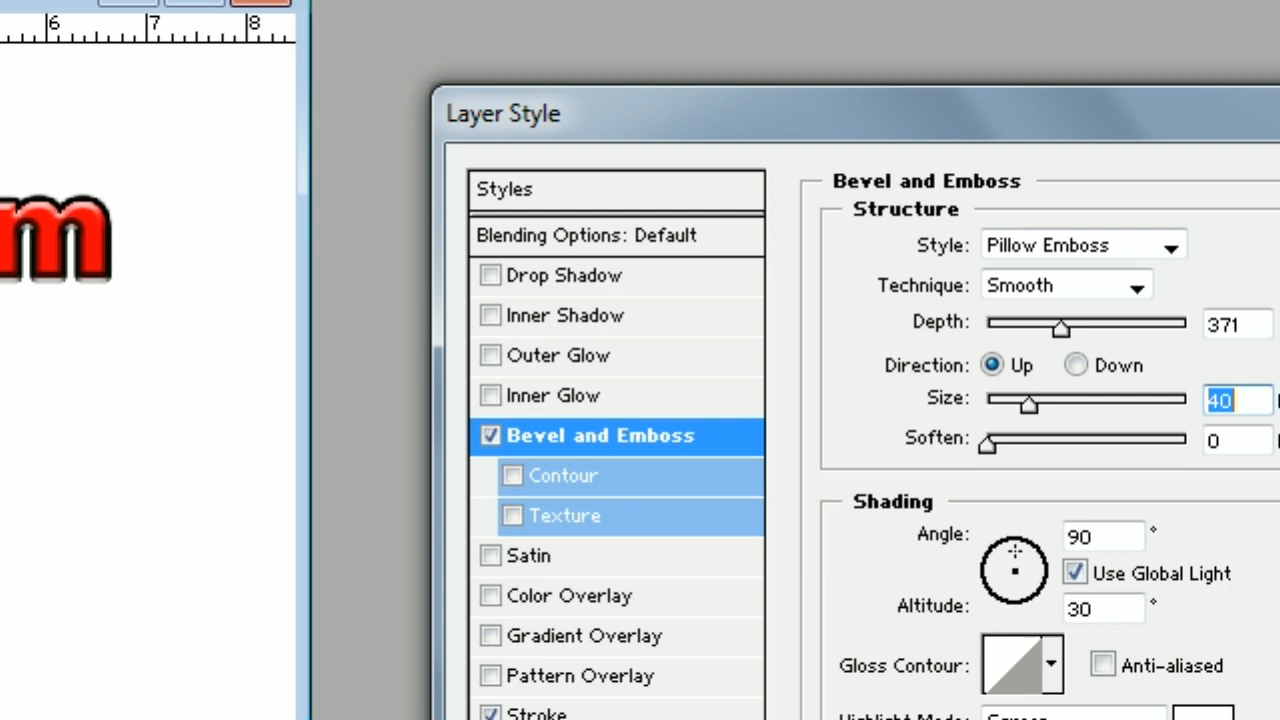 6 7 8
m
Layer Style
Styles
Blending Options: Default
Drop Shadow
Inner Shadow
Outer Glow
Inner Glow
Bevel and Emboss
Contour
Texture
Satin
Color Overlay
Gradient Overlay
Pattern Overlay
Stroke
Bevel and Emboss
Structure
Style: Pillow Emboss
Technique: Smooth
Depth: 371
Direction: Up Down
Size: 40
Soften: 0
Shading
Angle: 90 °
Use Global Light
Altitude: 30 °
Gloss Contour: Anti-aliased
Highlight Mode: Screen